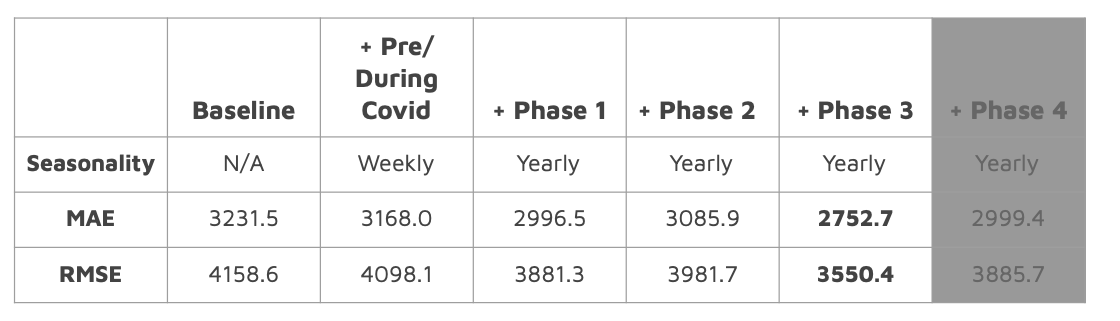 Baseline + Pre/ During Covid + Phase 1 + Phase 2 + Phase 3 + Phase 4
Seasonality N/A Weekly Yearly Yearly Yearly Yearly
MAE 3231.5 3168.0 2996.5 3085.9 2752.7 2999.4
RMSE 4158.6 4098.1 3881.3 3981.7 3550.4 3885.7